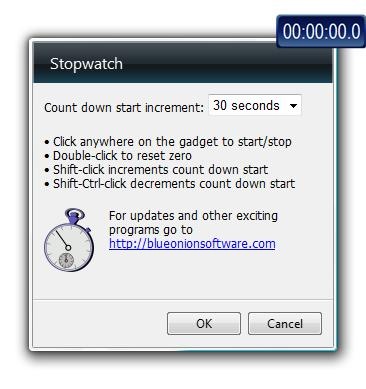 00:00:00.0
Stopwatch
Count down start increment: 30 seconds
• Click anywhere on the gadget to start/stop
• Double-click to reset zero
• Shift-click increments count down start
• Shift-Ctrl-click decrements count down start
For updates and other exciting
programs go to
http://blueonionsoftware.com
OK Cancel